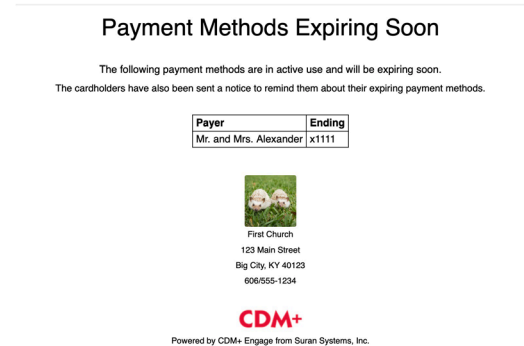 Payment Methods Expiring Soon
The following payment methods are in active use and will be expiring soon.
The cardholders have also been sent a notice to remind them about their expiring payment methods.
Payer Ending
Mr. and Mrs. Alexander x1111
First Church
123 Main Street
Big City, KY 40123
606/555-1234
CDM+
Powered by CDM+ Engage from Suran Systems, Inc.